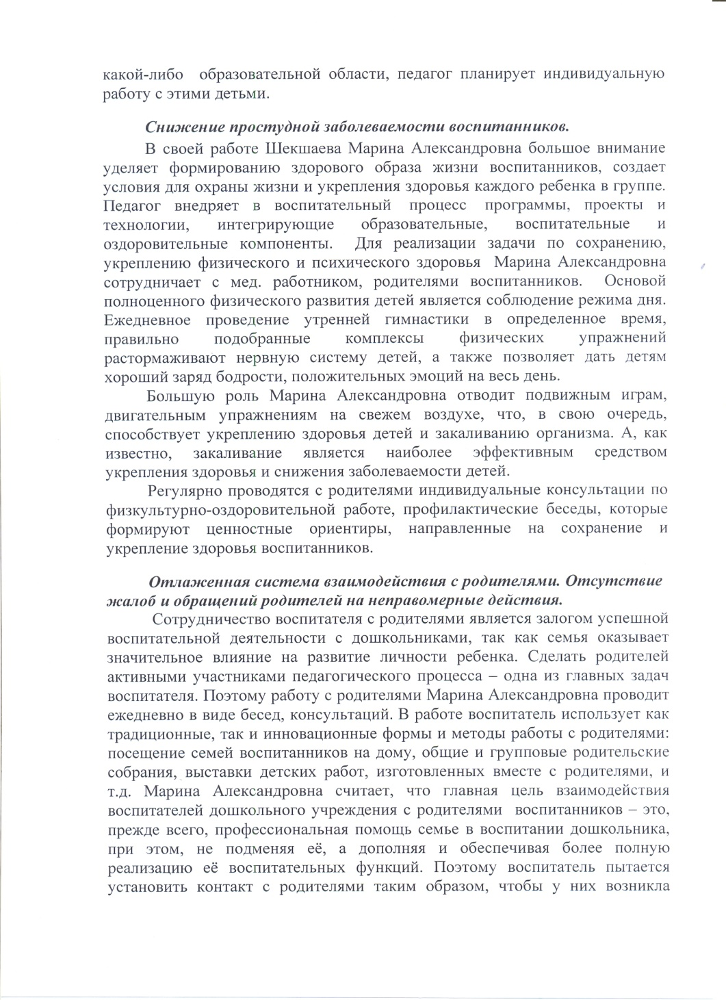 какой-либо образовательной области, педагог планирует индивидуальную
работу с этими детьми.
Снижение простудной заболеваемости воспитанников.
В своей работе Шекшаева Марина Александровна большое внимание
уделяет формированию здорового образа жизни воспитанников, создает
условия для охраны жизни и укрепления здоровья каждого ребенка в группе.
Педагог внедряет в воспитательный процесс программы, проекты и
технологии, интегрирующие образовательные, воспитательные и
оздоровительные компоненты. Для реализации задачи по сохранению,
укреплению физического и психического здоровья Марина Александровна
сотрудничает с мед. работником, родителями воспитанников. Основой
полноценного физического развития детей является соблюдение режима дня.
Ежедневное проведение утренней гимнастики в определенное время,
правильно подобранные комплексы физических упражнений
растормаживают нервную систему детей, а также позволяет дать детям
хороший заряд бодрости, положительных эмоций на весь день.
Большую роль Марина Александровна отводит подвижным играм,
двигательным упражнениям на свежем воздухе, что, в свою очередь,
способствует укреплению здоровья детей и закаливанию организма. А, как
известно, закаливание является наиболее эффективным средством
укрепления здоровья и снижения заболеваемости детей.
Регулярно проводятся с родителями индивидуальные консультации по
физкультурно-оздоровительной работе, профилактические беседы, которые
формируют ценностные ориентиры, направленные на сохранение и
укрепление здоровья воспитанников.
Отлаженная система взаимодействия с родителями. Отсутствие
жалоб и обращений родителей на неправомерные действия.
Сотрудничество воспитателя с родителями является залогом успешной
воспитательной деятельности с дошкольниками, так как семья оказывает
значительное влияние на развитие личности ребенка. Сделать родителей
активными участниками педагогического процесса – одна из главных задач
воспитателя. Поэтому работу с родителями Марина Александровна проводит
ежедневно в виде бесед, консультаций. В работе воспитатель использует как
традиционные, так и инновационные формы и методы работы с родителями:
посещение семей воспитанников на дому, общие и групповые родительские
собрания, выставки детских работ, изготовленных вместе с родителями, и
т.д. Марина Александровна считает, что главная цель взаимодействия
воспитателей дошкольного учреждения с родителями воспитанников – это,
прежде всего, профессиональная помощь семье в воспитании дошкольника,
при этом, не подменяя её, а дополняя и обеспечивая более полную
реализацию её воспитательных функций. Поэтому воспитатель пытается
установить контакт с родителями таким образом, чтобы у них возникла